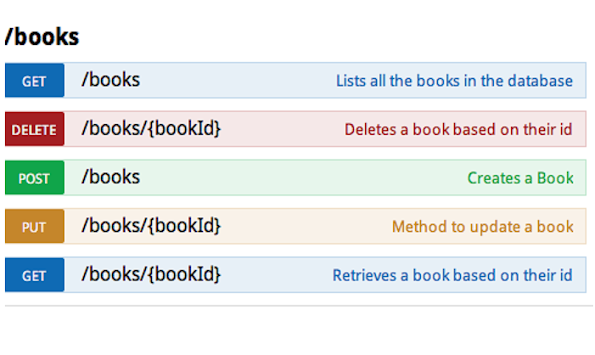 /books
GET /books Lists all the books in the database
DELETE /books/{bookId} Deletes a book based on their id
POST /books Creates a Book
PUT /books/{bookId} Method to update a book
GET /books/{bookId} Retrieves a book based on their id